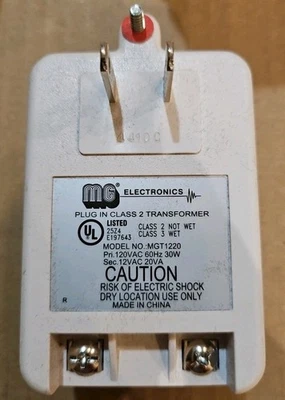 MG ELECTRONICS
PLUG IN CLASS 2 TRANSFORMER
UL LISTED
25Z4
E197643
CLASS 2 NOT WET
CLASS 3 WET
MODEL NO:MGT1220
Pri.120VAC 60Hz 30W
Sec.12VAC 20VA
CAUTION
RISK OF ELECTRIC SHOCK
DRY LOCATION USE ONLY
R MADE IN CHINA